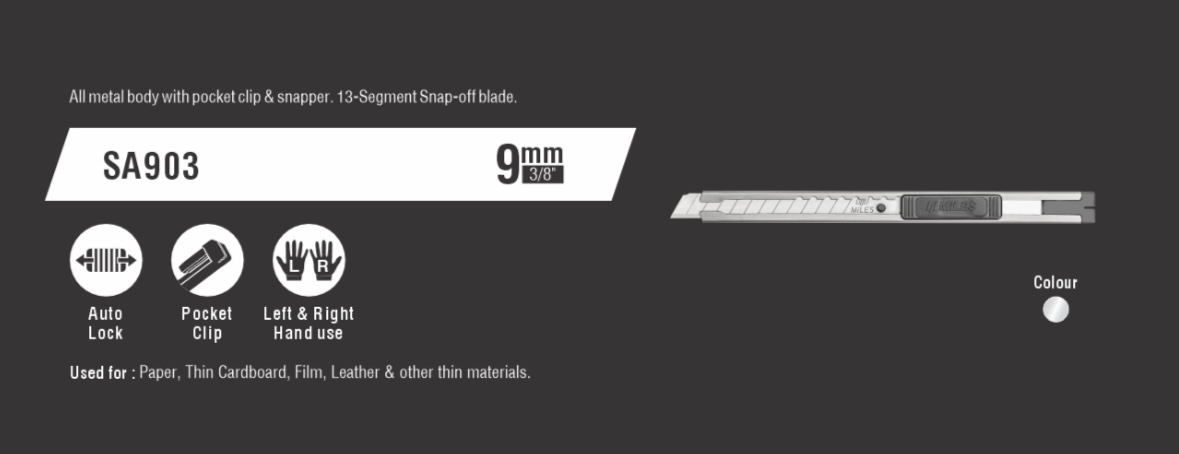 All metal body with pocket clip & snapper. 13-Segment Snap-off blade.
SA903
9mm
3/8"
MILES
MILES
Colour
L R
Auto
Lock
Pocket
Clip
Left & Right
Hand use
Used for : Paper, Thin Cardboard, Film, Leather & other thin materials.